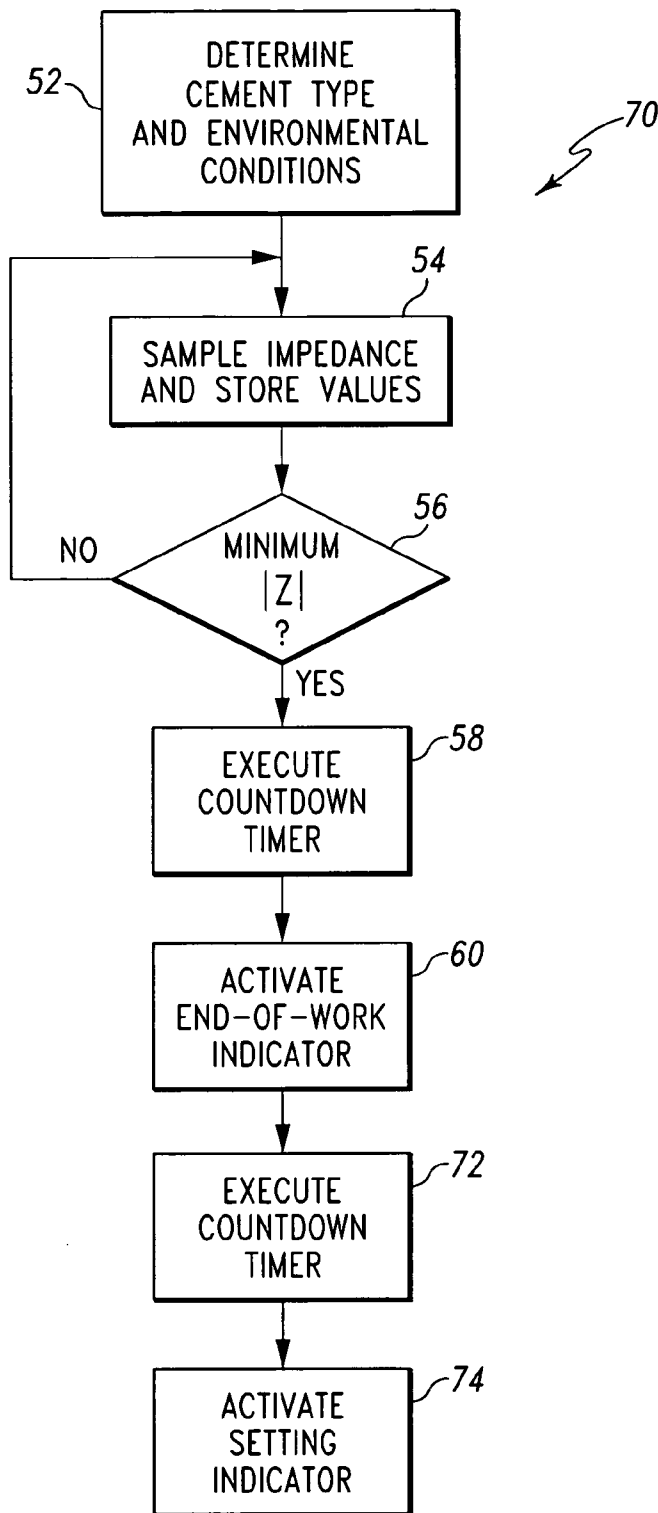 52
DETERMINE
CEMENT TYPE
AND ENVIRONMENTAL
CONDITIONS
70
54
SAMPLE IMPEDANCE
AND STORE VALUES
56
NO
MINIMUM
|Z|
?
YES
58
EXECUTE
COUNTDOWN
TIMER
60
ACTIVATE
END-OF-WORK
INDICATOR
72
EXECUTE
COUNTDOWN
TIMER
74
ACTIVATE
SETTING
INDICATOR